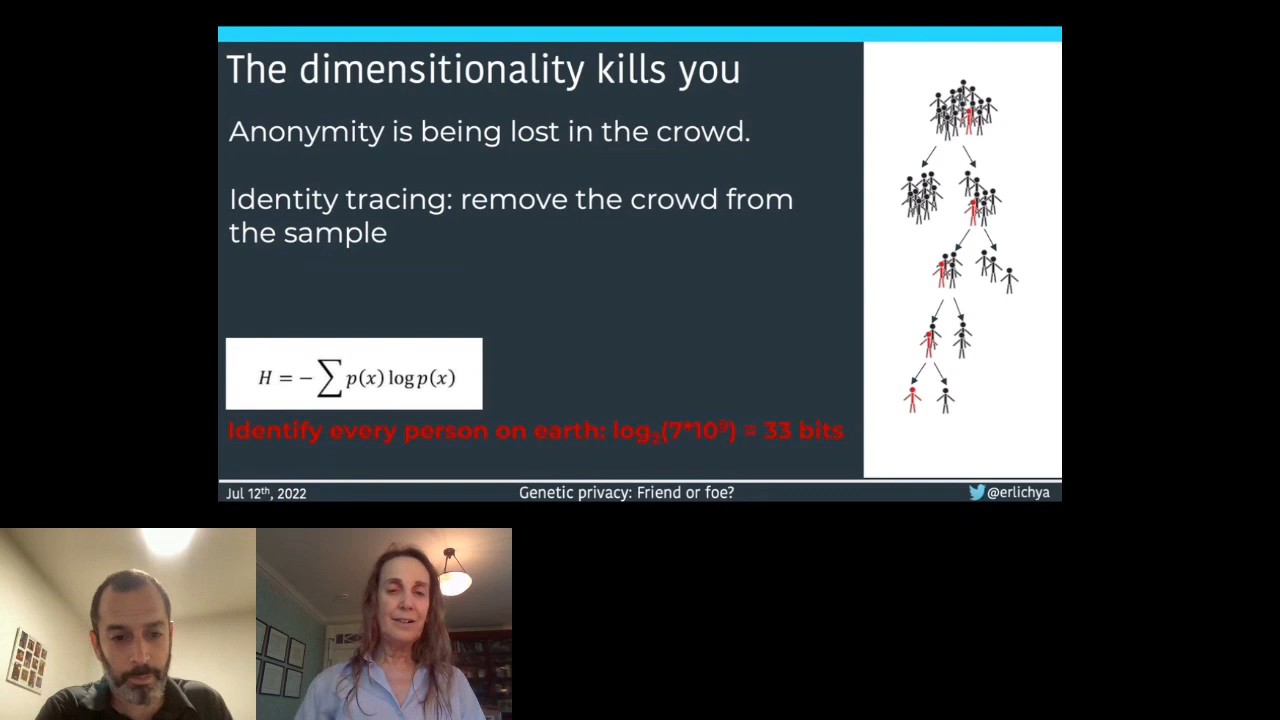 The dimensitionality kills you
Anonymity is being lost in the crowd.
Identity tracing: remove the crowd from
the sample
H = − ∑ p(x) log p(x)
Identify every person on earth: log₂(7*10⁹) = 33 bits
Jul 12th, 2022
Genetic privacy: Friend or foe?
@erlichya